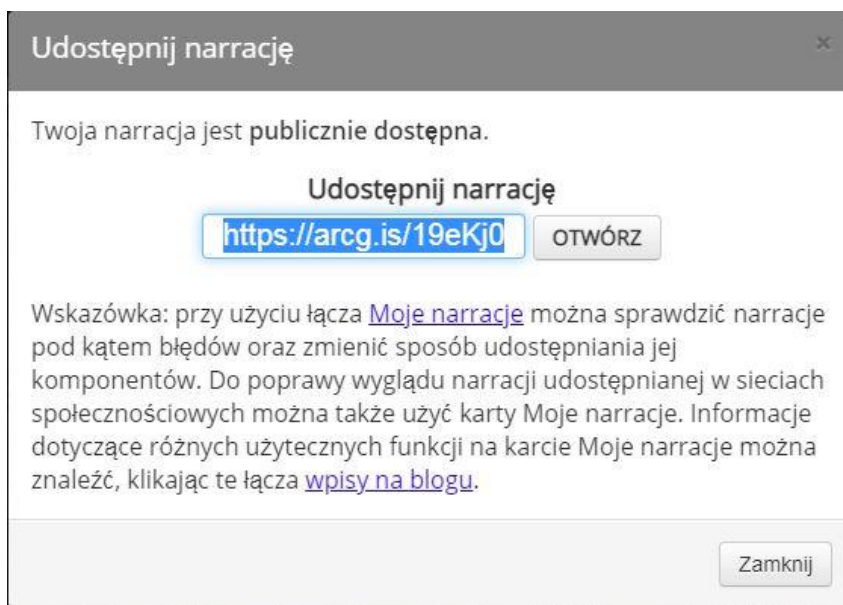 Udostępnij narrację
×
Twoja narracja jest publicznie dostępna.
Udostępnij narrację
https://arcg.is/19eKj0 OTWÓRZ
Wskazówka: przy użyciu łącza Moje narracje można sprawdzić narracje
pod kątem błędów oraz zmienić sposób udostępniania jej
komponentów. Do poprawy wyglądu narracji udostępnianej w sieciach
społecznościowych można także użyć karty Moje narracje. Informacje
dotyczące różnych użytecznych funkcji na karcie Moje narracje można
znaleźć, klikając te łącza wpisy na blogu.
Zamknij